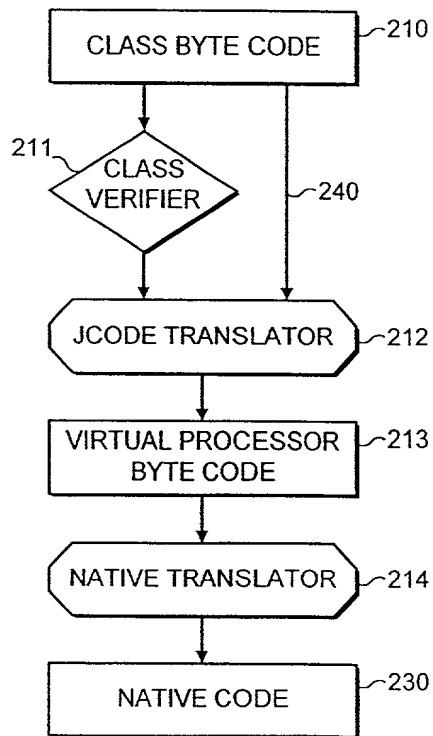 CLASS BYTE CODE
210
211
CLASS
VERIFIER
240
JCODE TRANSLATOR
212
VIRTUAL PROCESSOR
BYTE CODE
213
NATIVE TRANSLATOR
214
NATIVE CODE
230